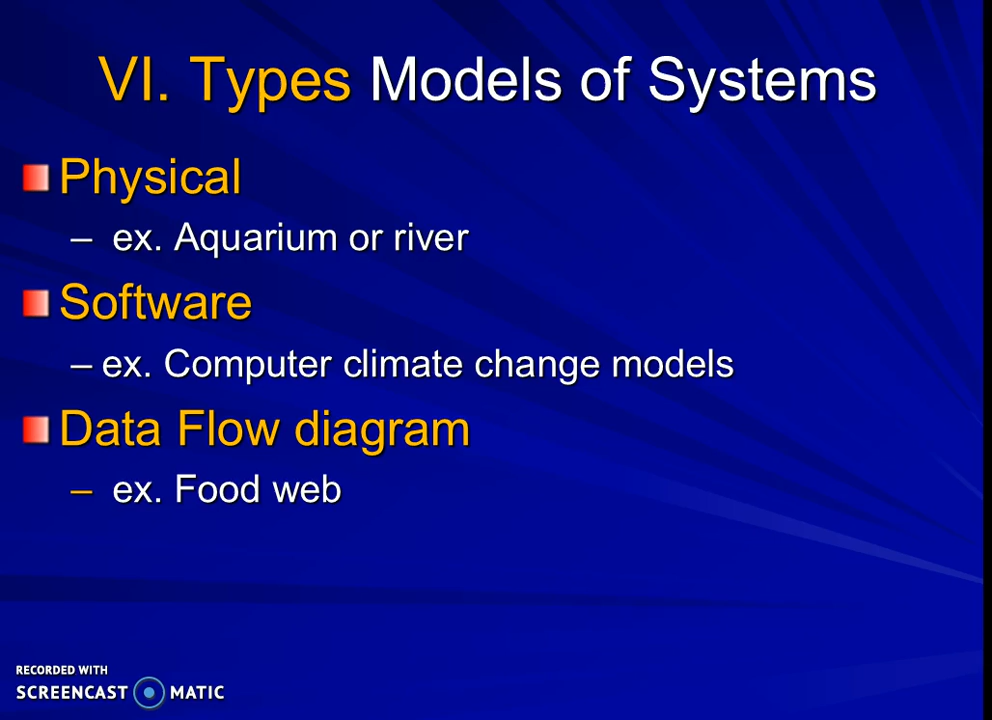 VI. Types Models of Systems
Physical
– ex. Aquarium or river
Software
– ex. Computer climate change models
Data Flow diagram
– ex. Food web
RECORDED WITH
SCREENCAST MATIC